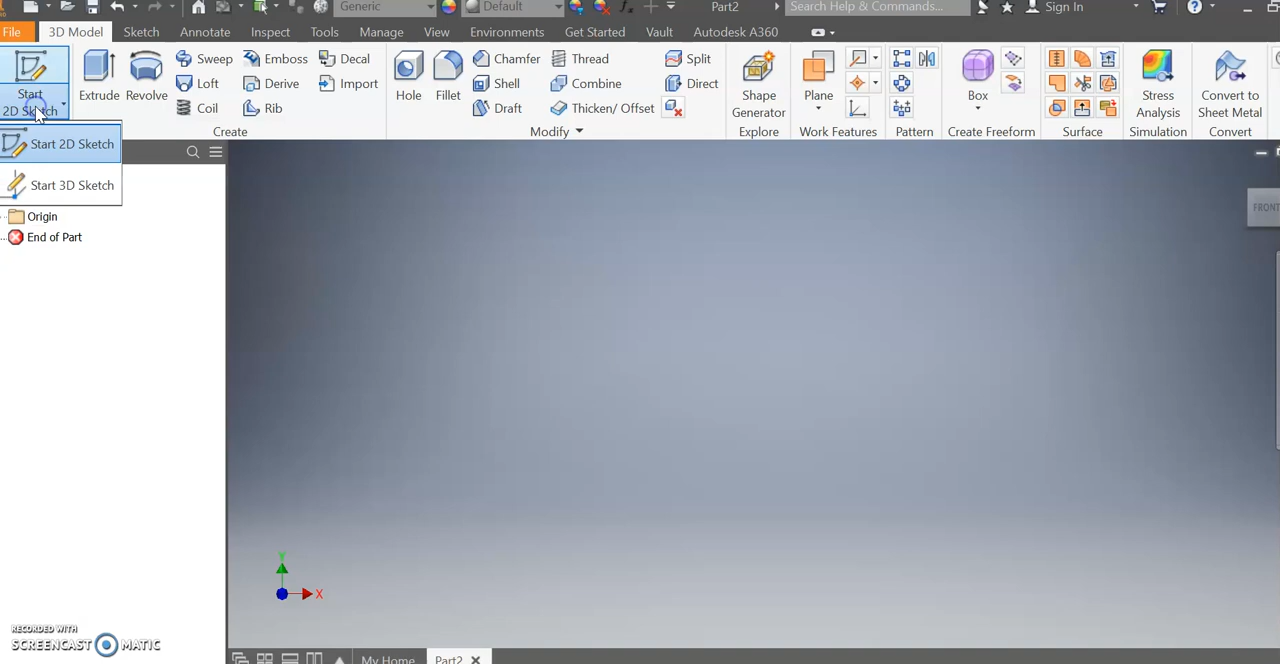 Generic Default Part2 Search Help & Commands... Sign In
File 3D Model Sketch Annotate Inspect Tools Manage View Environments Get Started Vault Autodesk A360
Start
2D Sketch
Extrude
Revolve
Sweep
Loft
Coil
Emboss
Derive
Rib
Decal
Import
Hole
Fillet
Chamfer
Shell
Draft
Thread
Combine
Thicken/ Offset
Split
Direct
Shape
Generator
Plane
Box
Stress
Analysis
Convert to
Sheet Metal
Create Modify Explore Work Features Pattern Create Freeform Surface Simulation Convert
Start 2D Sketch
Start 3D Sketch
Origin
End of Part
FRONT
Y
X
RECORDED WITH
SCREENCAST MATIC
My Home Part2